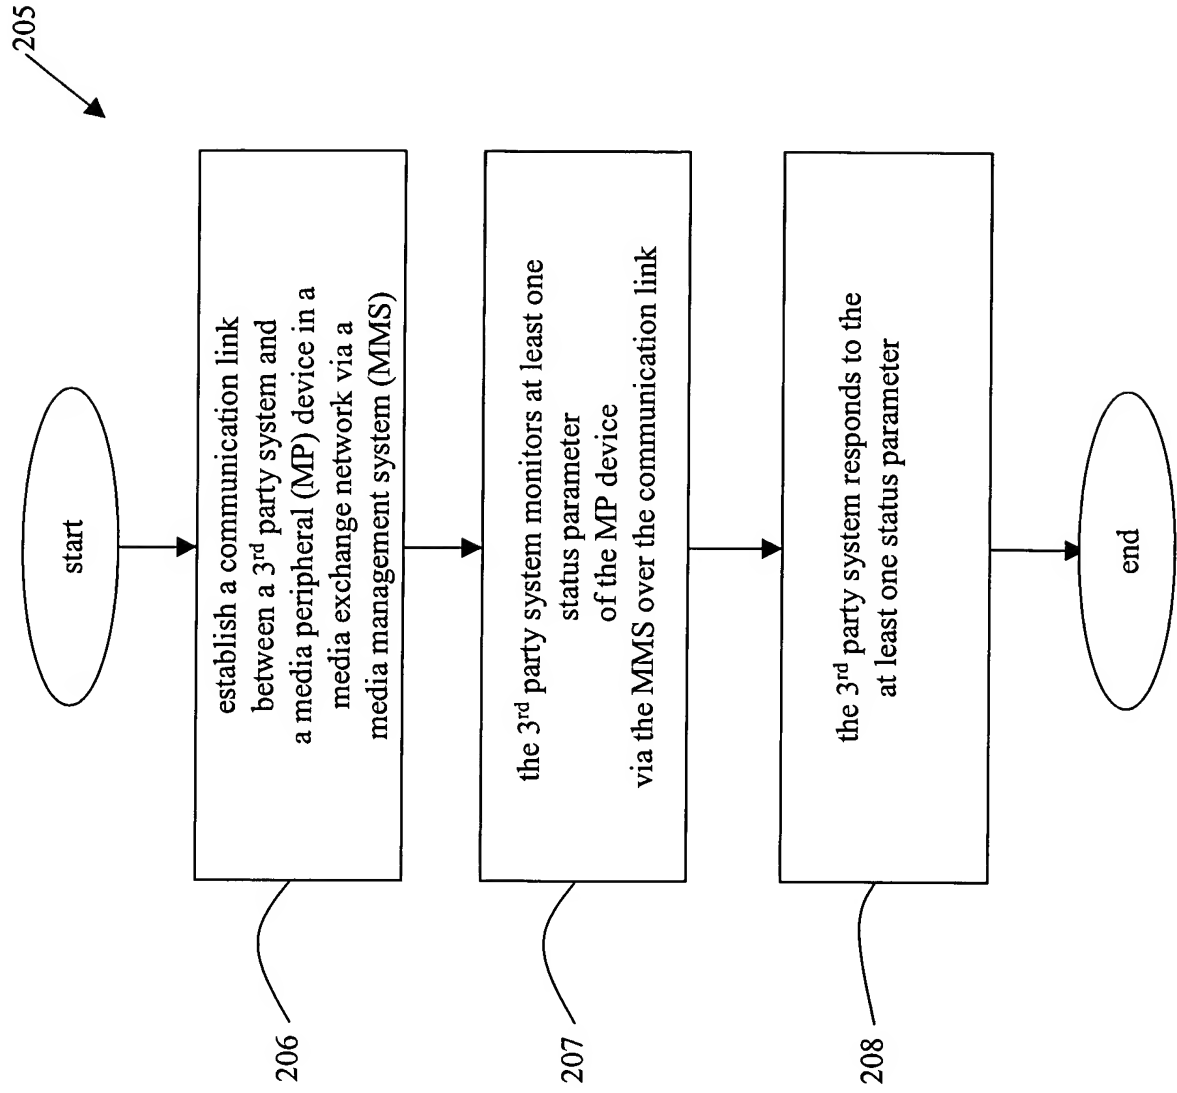 205
start
establish a communication link
between a 3rd party system and
a media peripheral (MP) device in a
media exchange network via a
media management system (MMS)
206
the 3rd party system monitors at least one
status parameter
of the MP device
via the MMS over the communication link
207
the 3rd party system responds to the
at least one status parameter
208
end